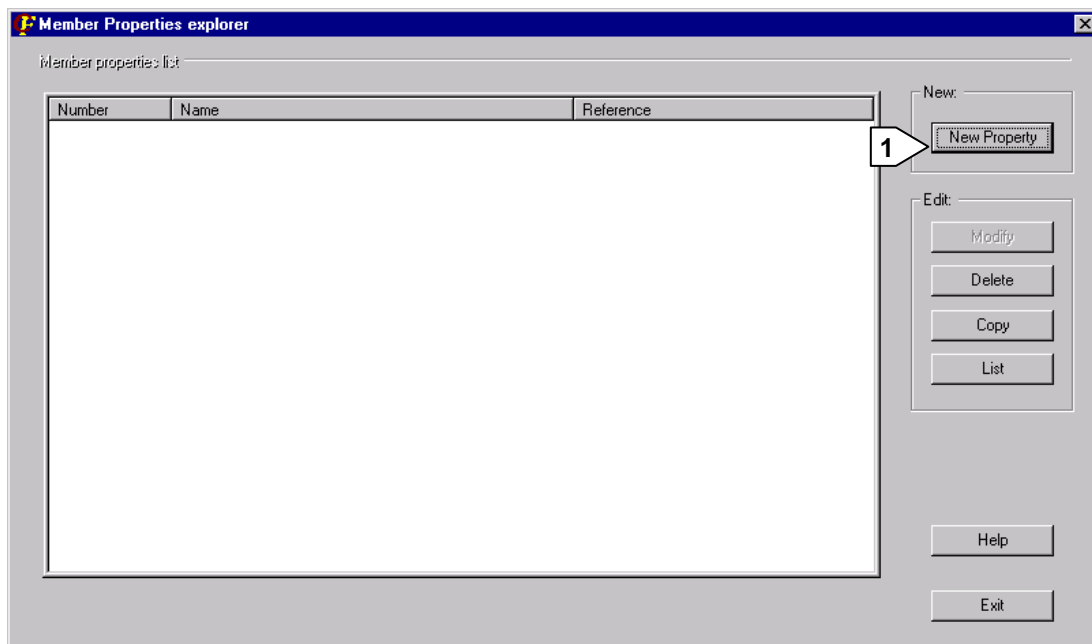 Member Properties explorer
Member properties list
Number Name Reference
New:
New Property
1
Edit:
Modify
Delete
Copy
List
Help
Exit